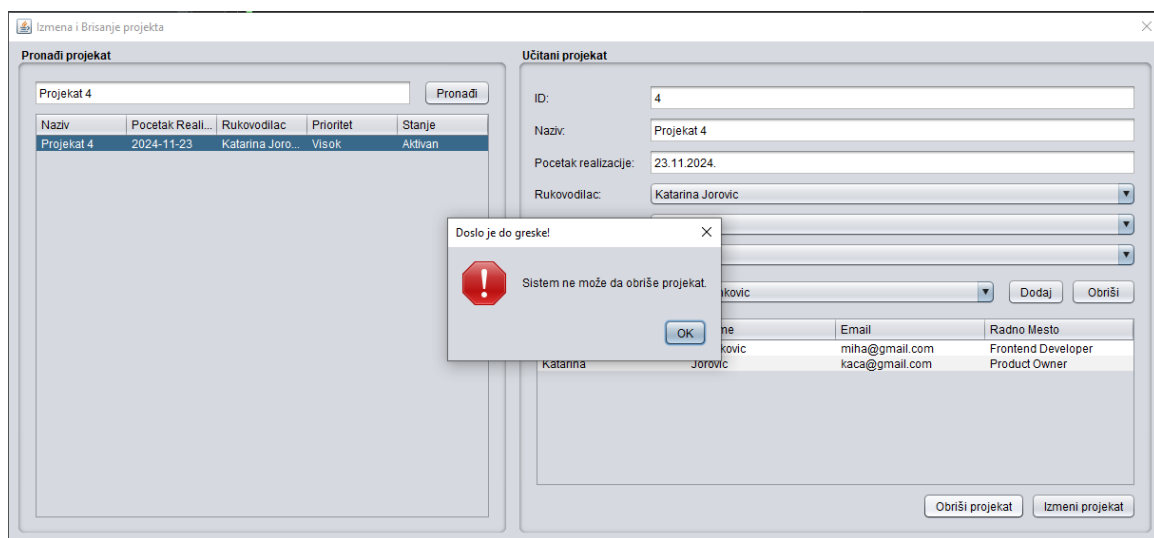 Izmena i Brisanje projekta
Pronađi projekat
Projekat 4
Pronađi
Naziv Pocetak Reali... Rukovodilac Prioritet Stanje
Projekat 4 2024-11-23 Katarina Joro... Visok Aktivan
Učitani projekat
ID: 4
Naziv: Projekat 4
Pocetak realizacije: 23.11.2024.
Rukovodilac: Katarina Jorovic
Doslo je do greske!
Sistem ne može da obriše projekat.
OK
Dodaj Obriši
Email Radno Mesto
miha@gmail.com Frontend Developer
Katarina Jorovic kaca@gmail.com Product Owner
Obriši projekat Izmeni projekat